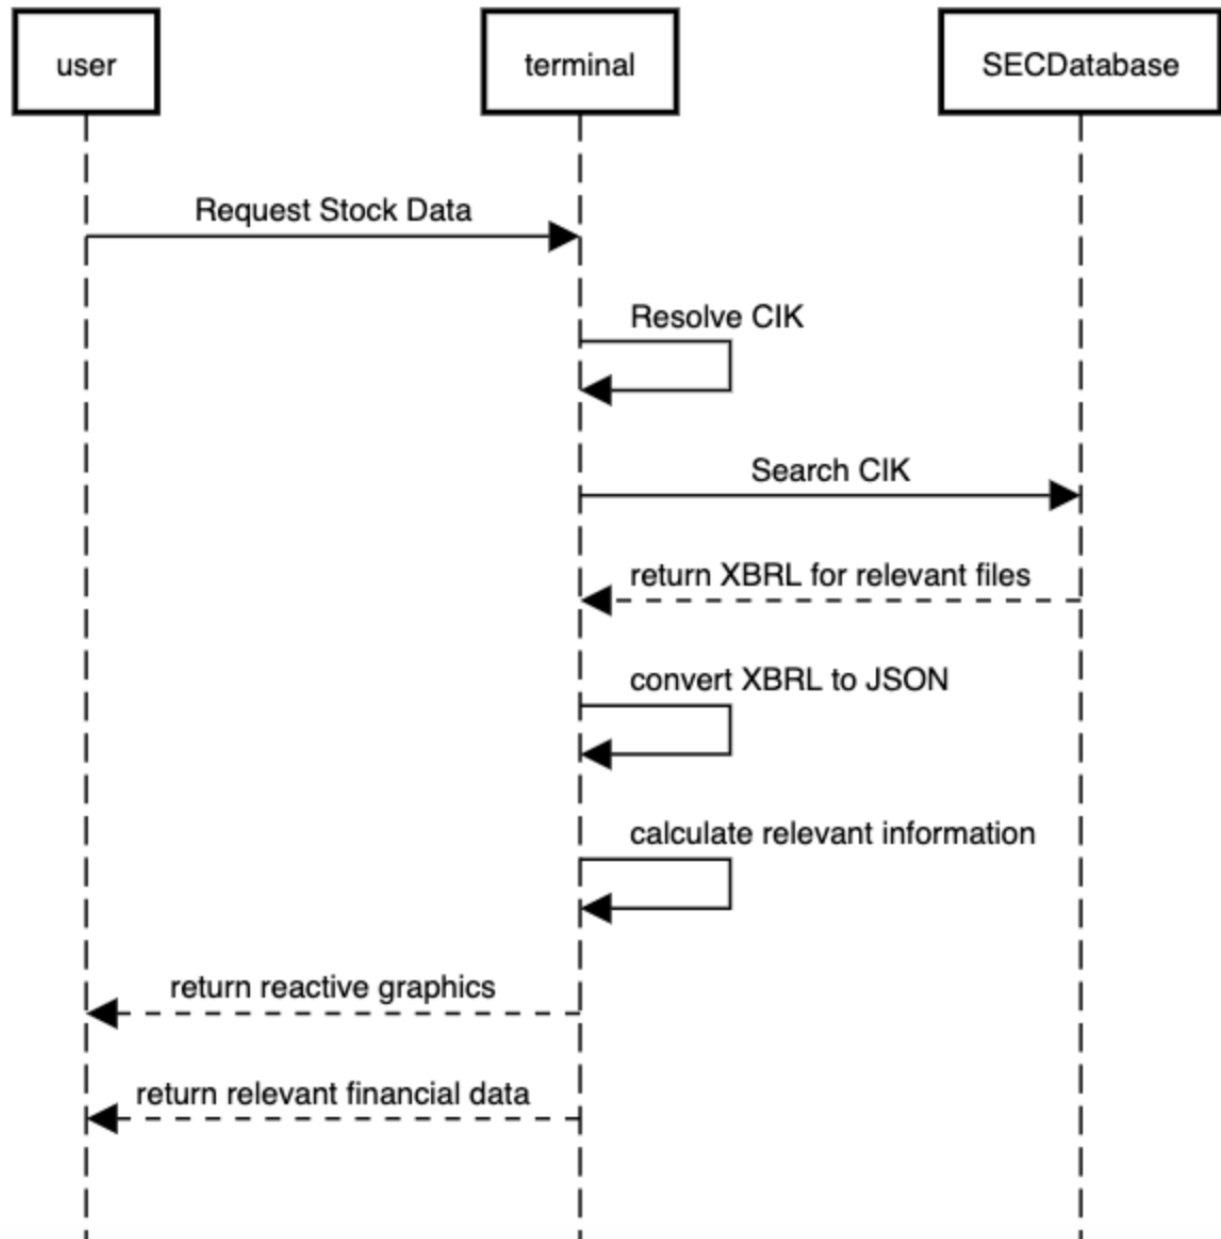 user
terminal
SECDatabase
Request Stock Data
Resolve CIK
Search CIK
return XBRL for relevant files
convert XBRL to JSON
calculate relevant information
return reactive graphics
return relevant financial data